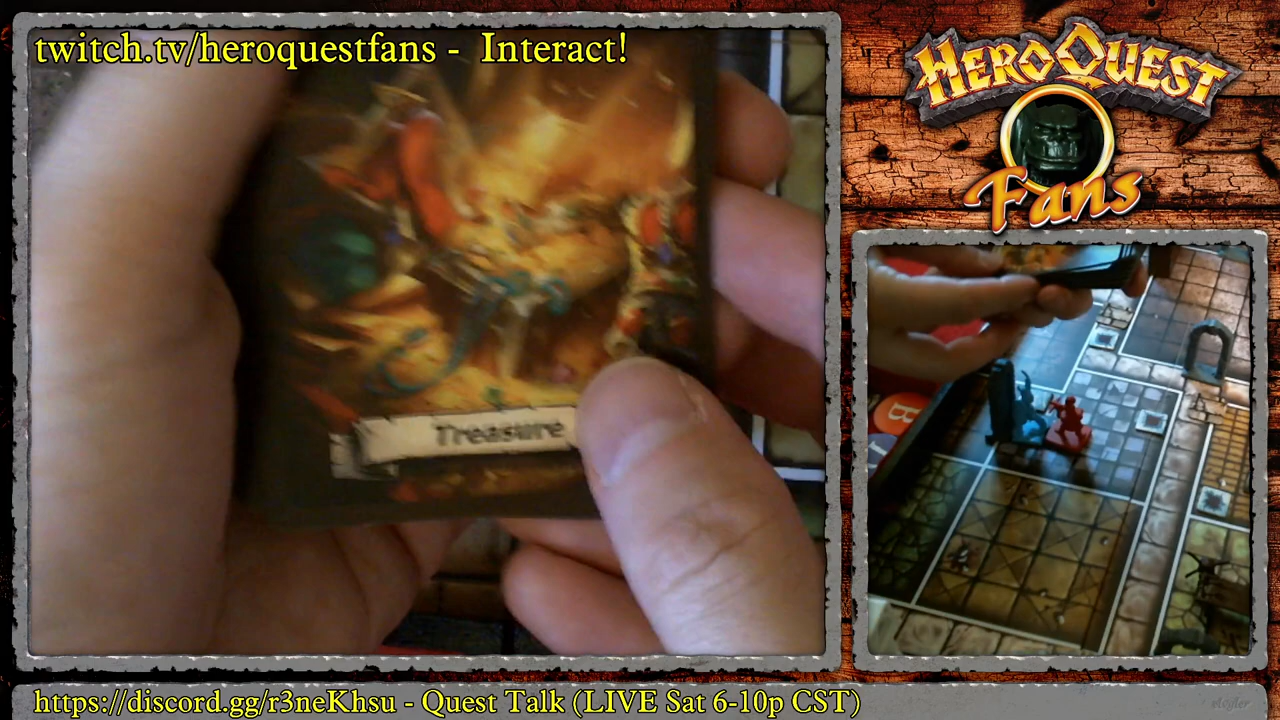 twitch.tv/heroquestfans - Interact!
HeroQuest
Fans
Treasure
B
https://discord.gg/r3neKhsu - Quest Talk (LIVE Sat 6-10p CST)